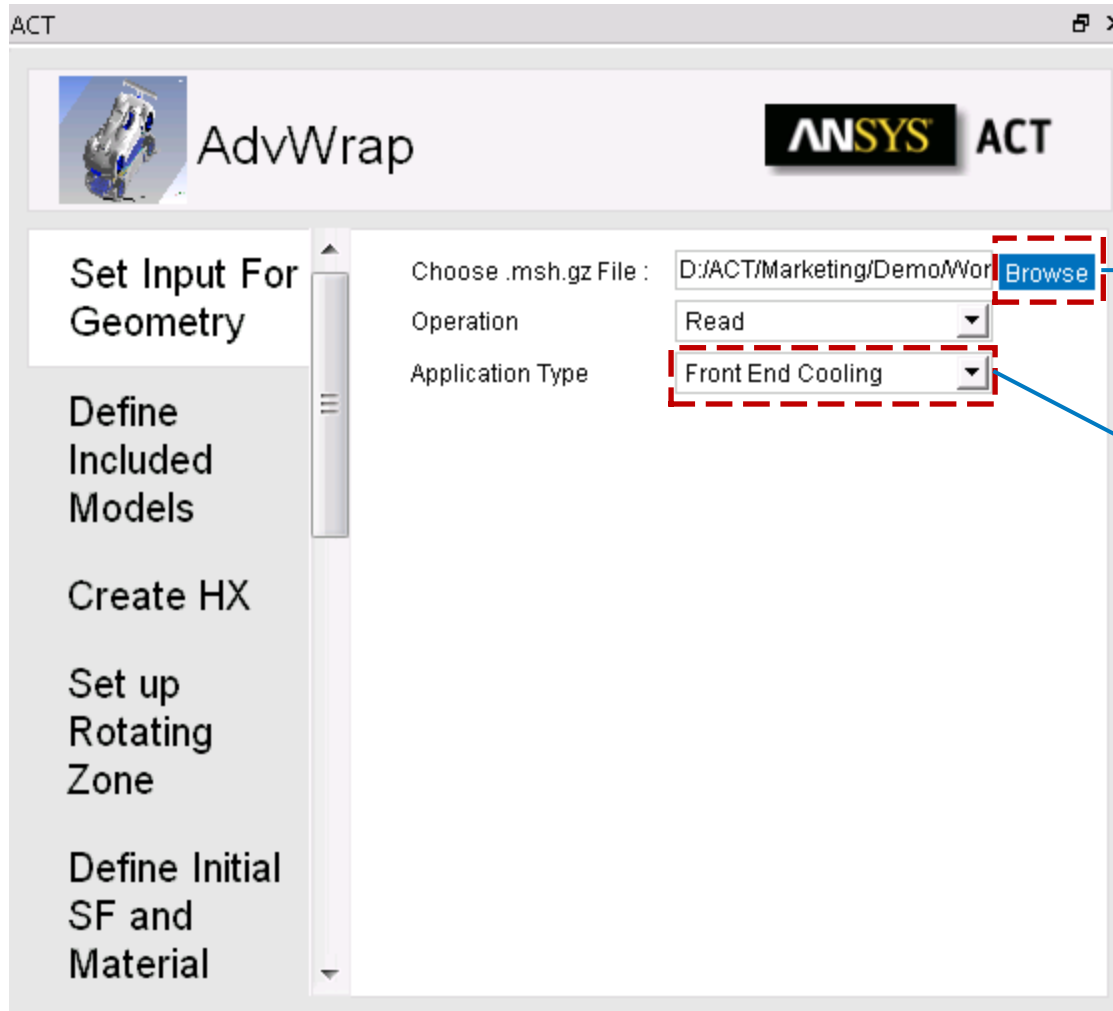 ACT
AdvWrap
ANSYS ACT
Set Input For
Geometry
Define
Included
Models
Create HX
Set up
Rotating
Zone
Define Initial
SF and
Material
Choose .msh.gz File :
D:/ACT/Marketing/Demo/Wor
Browse
Operation
Read
Application Type
Front End Cooling